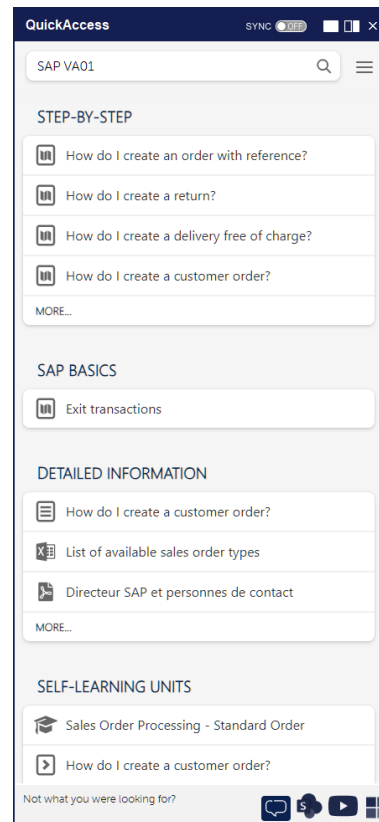 QuickAccess
SYNC OFF
SAP VA01
STEP-BY-STEP
How do I create an order with reference?
How do I create a return?
How do I create a delivery free of charge?
How do I create a customer order?
MORE...
SAP BASICS
Exit transactions
DETAILED INFORMATION
How do I create a customer order?
List of available sales order types
Directeur SAP et personnes de contact
MORE...
SELF-LEARNING UNITS
Sales Order Processing - Standard Order
How do I create a customer order?
Not what you were looking for?